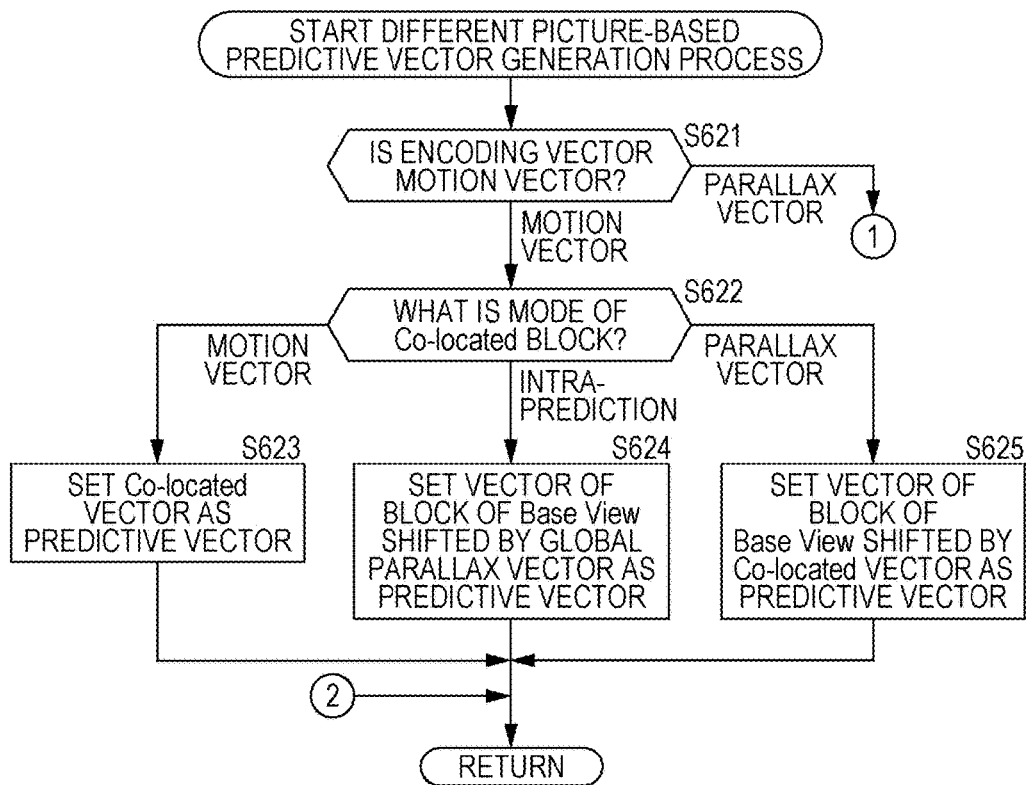 START DIFFERENT PICTURE-BASED
PREDICTIVE VECTOR GENERATION PROCESS
S621
IS ENCODING VECTOR
MOTION VECTOR?
PARALLAX
VECTOR
1
MOTION
VECTOR
S622
WHAT IS MODE OF
Co-located BLOCK?
MOTION
VECTOR
INTRA-
PREDICTION
PARALLAX
VECTOR
S623
SET Co-located
VECTOR AS
PREDICTIVE VECTOR
S624
SET VECTOR OF
BLOCK OF Base View
SHIFTED BY GLOBAL
PARALLAX VECTOR AS
PREDICTIVE VECTOR
S625
SET VECTOR OF
BLOCK OF
Base View SHIFTED BY
Co-located VECTOR AS
PREDICTIVE VECTOR
2
RETURN